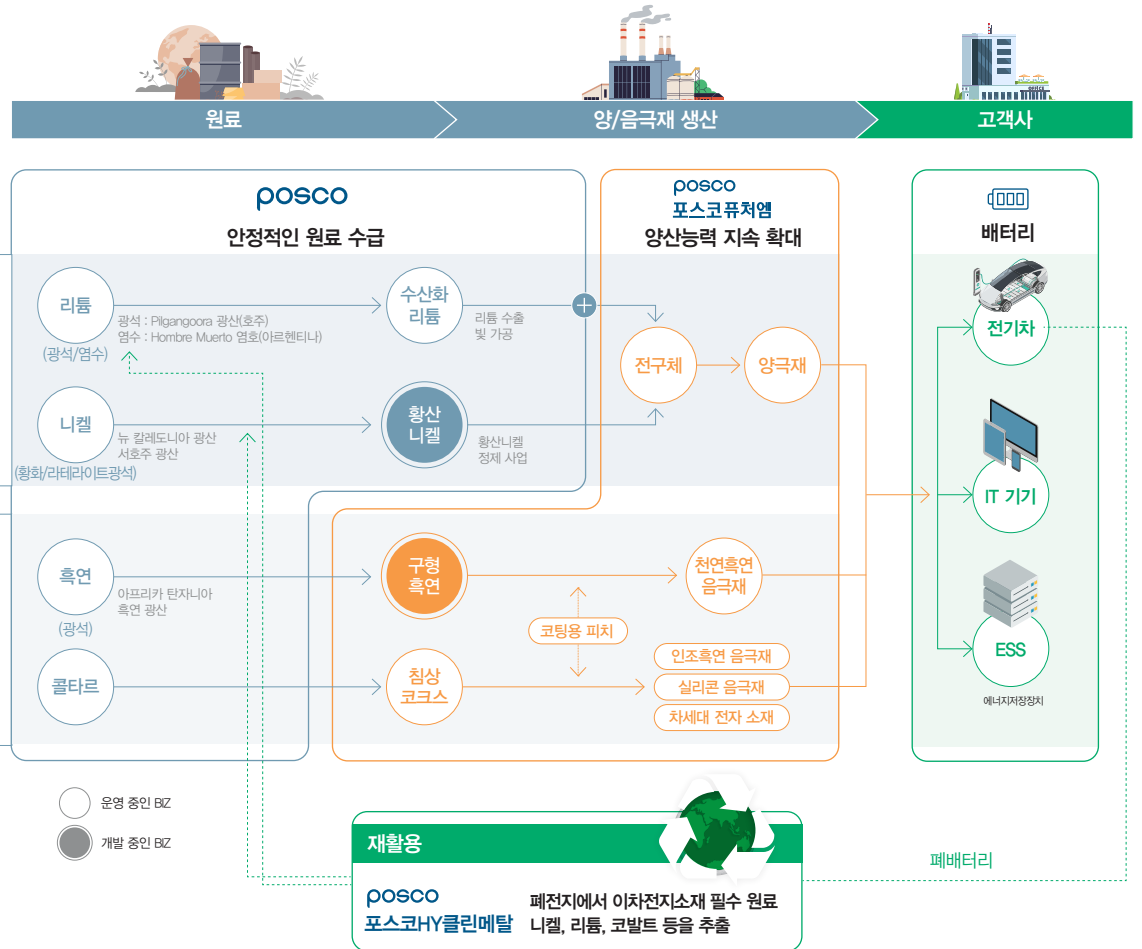 OFFICE
원료
양/음극재 생산
고객사
posco
안정적인 원료 수급
posco
포스코퓨처엠
양산능력 지속 확대
배터리
리튬
(광석/염수)
광석 : Pilgangoora 광산(호주)
염수 : Hombre Muerto 염호(아르헨티나)
수산화
리튬
리튬 수출
빛 가공
+
니켈
(황화/라테라이트광석)
뉴 칼레도니아 광산
서호주 광산
황산
니켈
황산니켈
정제 사업
전구체
양극재
흑연
(광석)
아프리카 탄자니아
흑연 광산
구형
흑연
천연흑연
음극재
코팅용 피치
콜타르
침상
코크스
인조흑연 음극재
실리콘 음극재
차세대 전자 소재
전기차
IT 기기
ESS
에너지저장장치
운영 중인 BIZ
개발 중인 BIZ
재활용
posco
포스코HY클린메탈
폐전지에서 이차전지소재 필수 원료
니켈, 리튬, 코발트 등을 추출
폐배터리